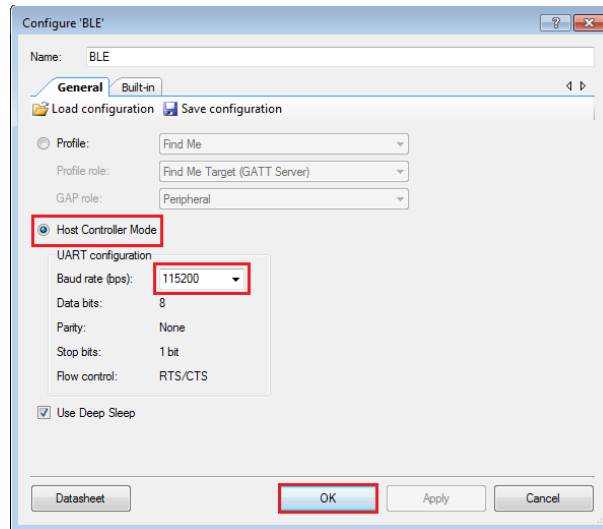 Configure 'BLE'
Name: BLE
General Built-in
Load configuration Save configuration
Profile: Find Me
Profile role: Find Me Target (GATT Server)
GAP role: Peripheral
Host Controller Mode
UART configuration
Baud rate (bps): 115200
Data bits: 8
Parity: None
Stop bits: 1 bit
Flow control: RTS/CTS
Use Deep Sleep
Datasheet OK Apply Cancel